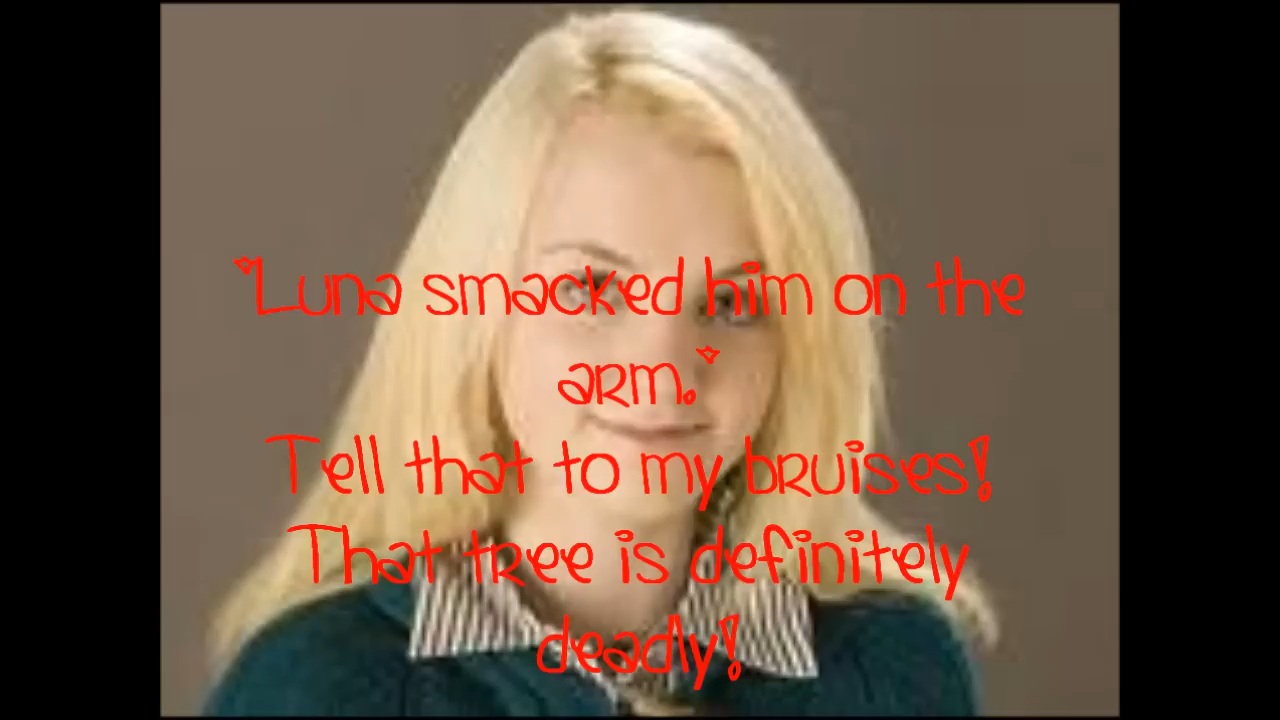 *Luna smacked him on the
arm.*
Tell that to my bruises!
That tree is definitely
deadly!